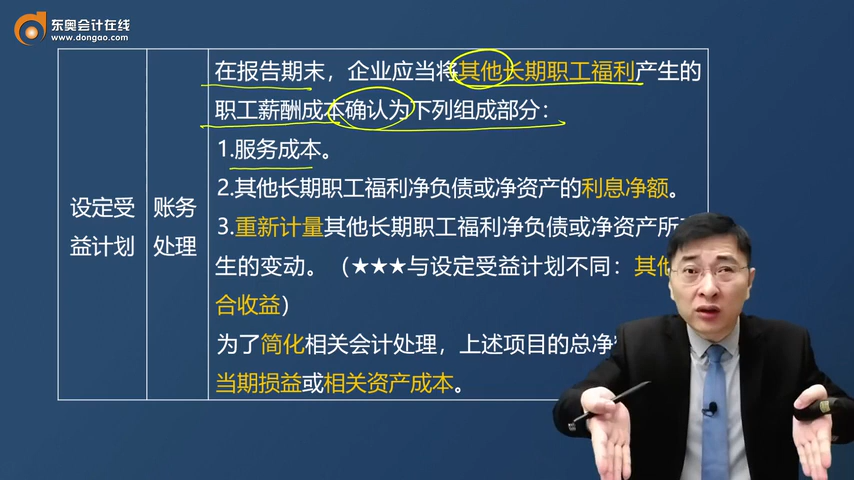 东奥会计在线
www.dongao.com
设定受
益计划
账务
处理
在报告期末，企业应当将其他长期职工福利产生的
职工薪酬成本确认为下列组成部分：
1.服务成本。
2.其他长期职工福利净负债或净资产的利息净额。
3.重新计量其他长期职工福利净负债或净资产所
生的变动。（★★★与设定受益计划不同：其他
合收益）
为了简化相关会计处理，上述项目的总净
当期损益或相关资产成本。